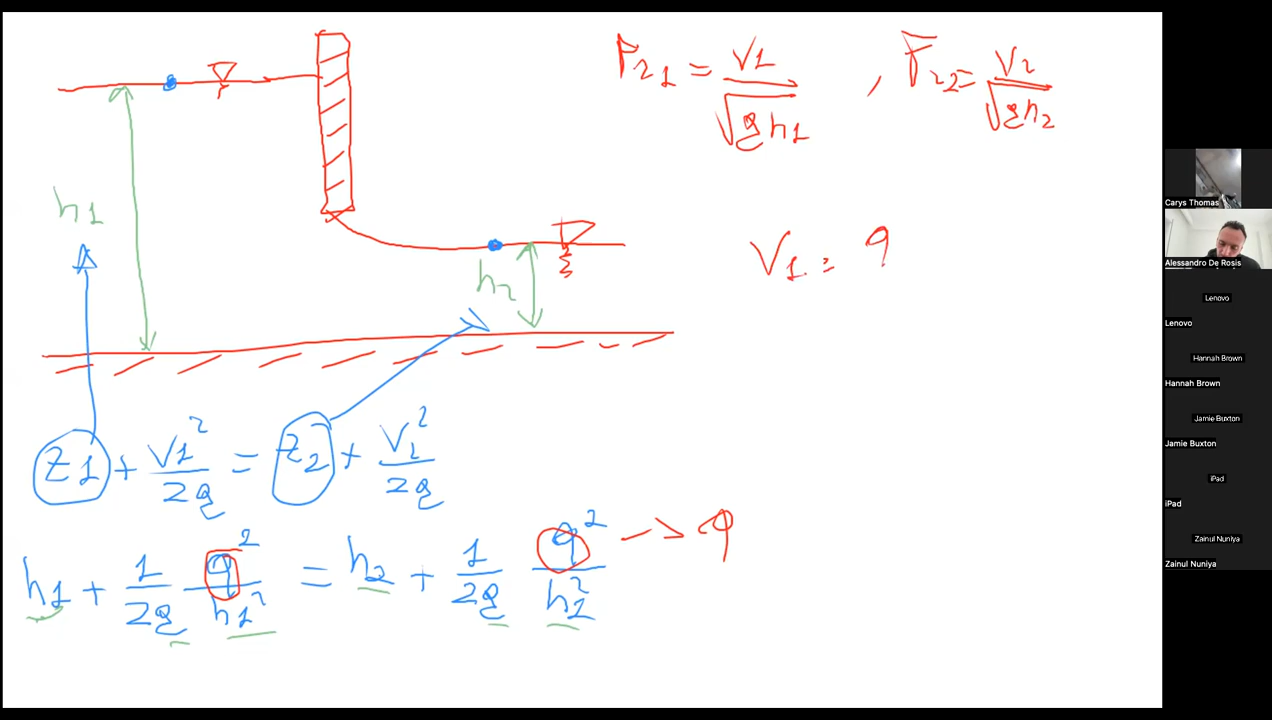 Fr1 = V1/√(gh1) , Fr2 = V2/√(gh2)
h1
V1 = q
h2
Z1 + V1²/2g = Z2 + V2²/2g
h1 + 1/2g q²/h1² = h2 + 1/2g q²/h2² → q
Carys Thomas
Alessandro De Rosis
Lenovo
Lenovo
Hannah Brown
Hannah Brown
Jamie Buxton
Jamie Buxton
iPad
iPad
Zainul Nuniya
Zainul Nuniya